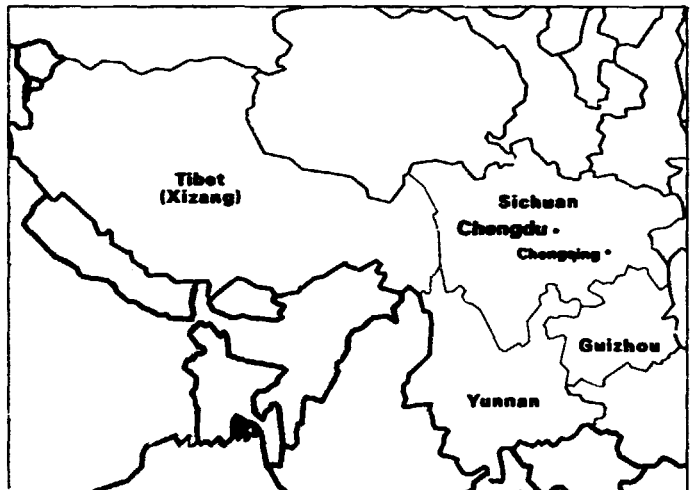 Tibet
(Xizang)
Sichuan
Chengdu
Chongqing
Guizhou
Yunnan